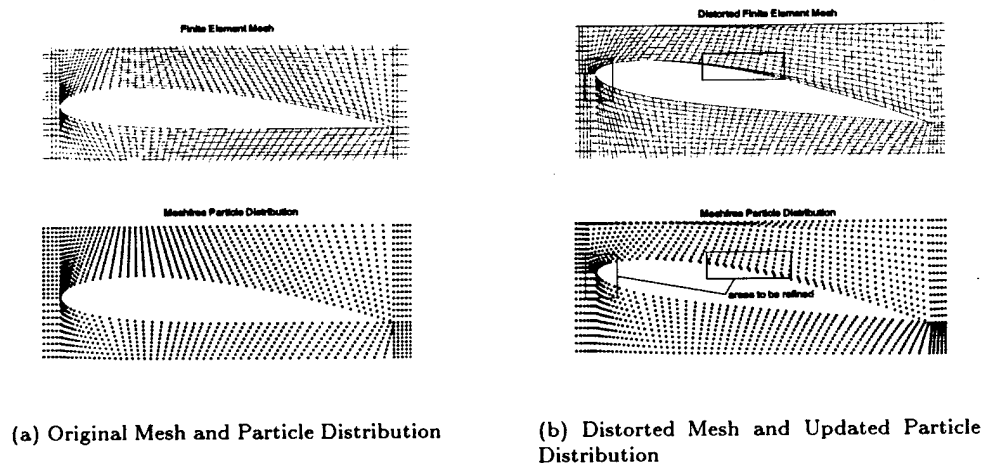 Finite Element Mesh
Distorted Finite Element Mesh
Meshfree Particle Distribution
Meshfree Particle Distribution
areas to be refined
(a) Original Mesh and Particle Distribution
(b) Distorted Mesh and Updated Particle
Distribution